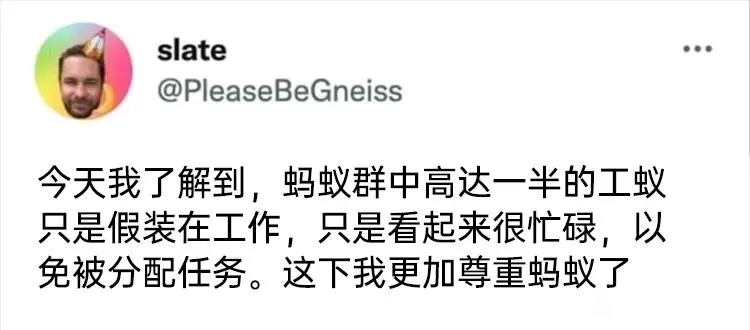 slate
@PleaseBeGneiss
今天我了解到，蚂蚁群中高达一半的工蚁
只是假装在工作，只是看起来很忙碌，以
免被分配任务。这下我更加尊重蚂蚁了